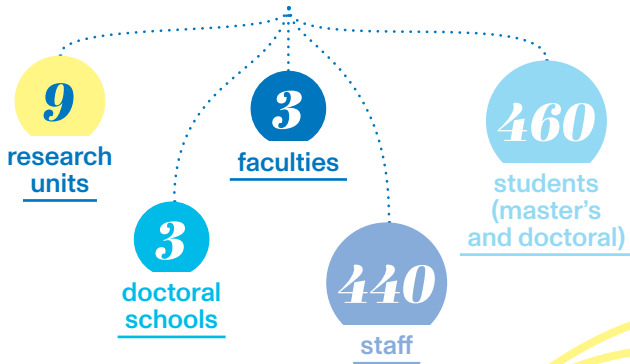 9
research
units
3
faculties
460
students
(master's
and doctoral)
3
doctoral
schools
440
staff